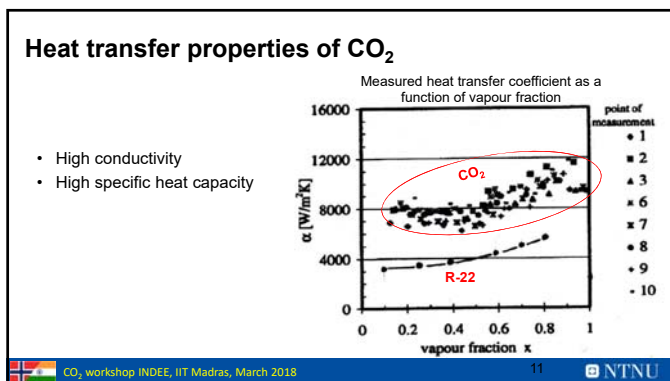 Heat transfer properties of CO₂
• High conductivity
• High specific heat capacity
Measured heat transfer coefficient as a
function of vapour fraction
16000
12000
8000
4000
0
α [W/m²K]
CO₂
R-22
0
0.2
0.4
0.6
0.8
1
vapour fraction x
point of
measurement
1
2
3
6
7
8
9
10
CO₂ workshop INDEE, IIT Madras, March 2018
11
NTNU